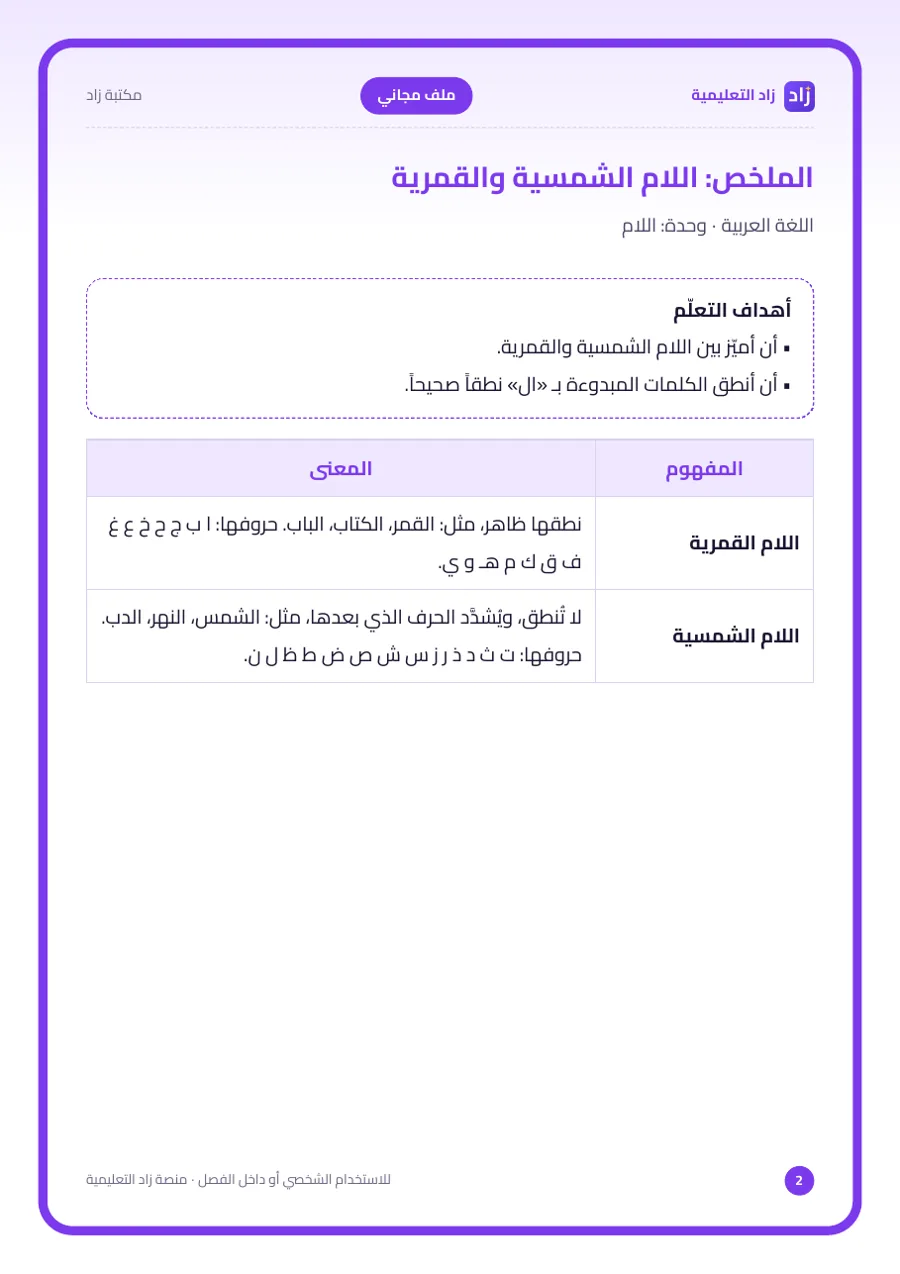 زاد زاد التعليمية
ملف مجاني
مكتبة زاد
الملخص: اللام الشمسية والقمرية
اللغة العربية · وحدة: اللام
أهداف التعلّم
▪ أن أميّز بين اللام الشمسية والقمرية.
▪ أن أنطق الكلمات المبدوءة بـ «ال» نطقاً صحيحاً.
المفهوم المعنى
اللام القمرية
نطقها ظاهر، مثل: القمر، الكتاب، الباب. حروفها: ا ب ج ح خ ع غ
ف ق ك م هـ و ي.
اللام الشمسية
لا تُنطق، ويُشدَّد الحرف الذي بعدها، مثل: الشمس، النهر، الدب.
حروفها: ت ث د ذ ر ز س ش ص ض ط ظ ل ن.
2
للاستخدام الشخصي أو داخل الفصل · منصة زاد التعليمية